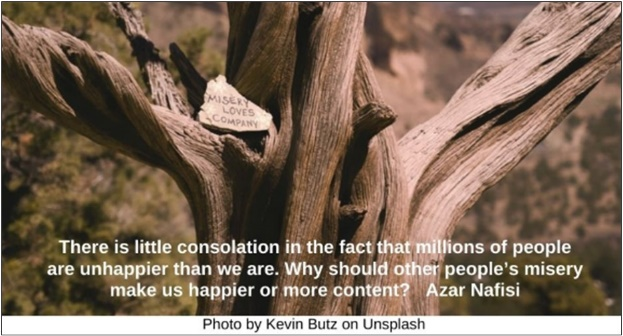 MISERY
LOVES
COMPANY
There is little consolation in the fact that millions of people
are unhappier than we are. Why should other people's misery
make us happier or more content?   Azar Nafisi
Photo by Kevin Butz on Unsplash